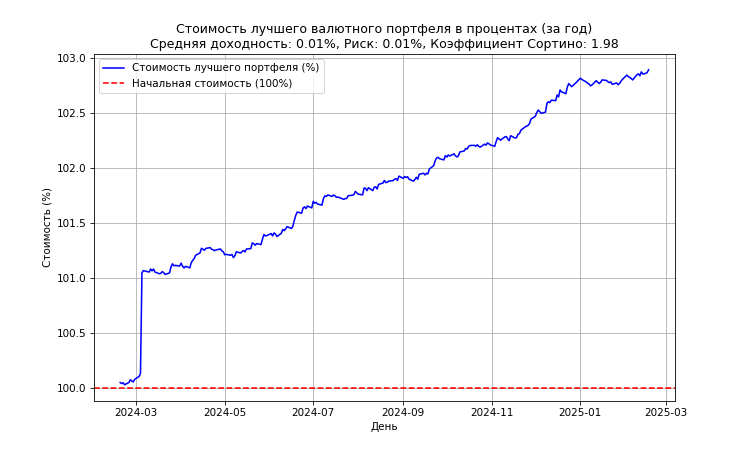 Стоимость лучшего валютного портфеля в процентах (за год)
Средняя доходность: 0.01%, Риск: 0.01%, Коэффициент Сортино: 1.98
Стоимость лучшего портфеля (%)
Начальная стоимость (100%)
Стоимость (%)
103.0
102.5
102.0
101.5
101.0
100.5
100.0
2024-03
2024-05
2024-07
2024-09
2024-11
2025-01
2025-03
День